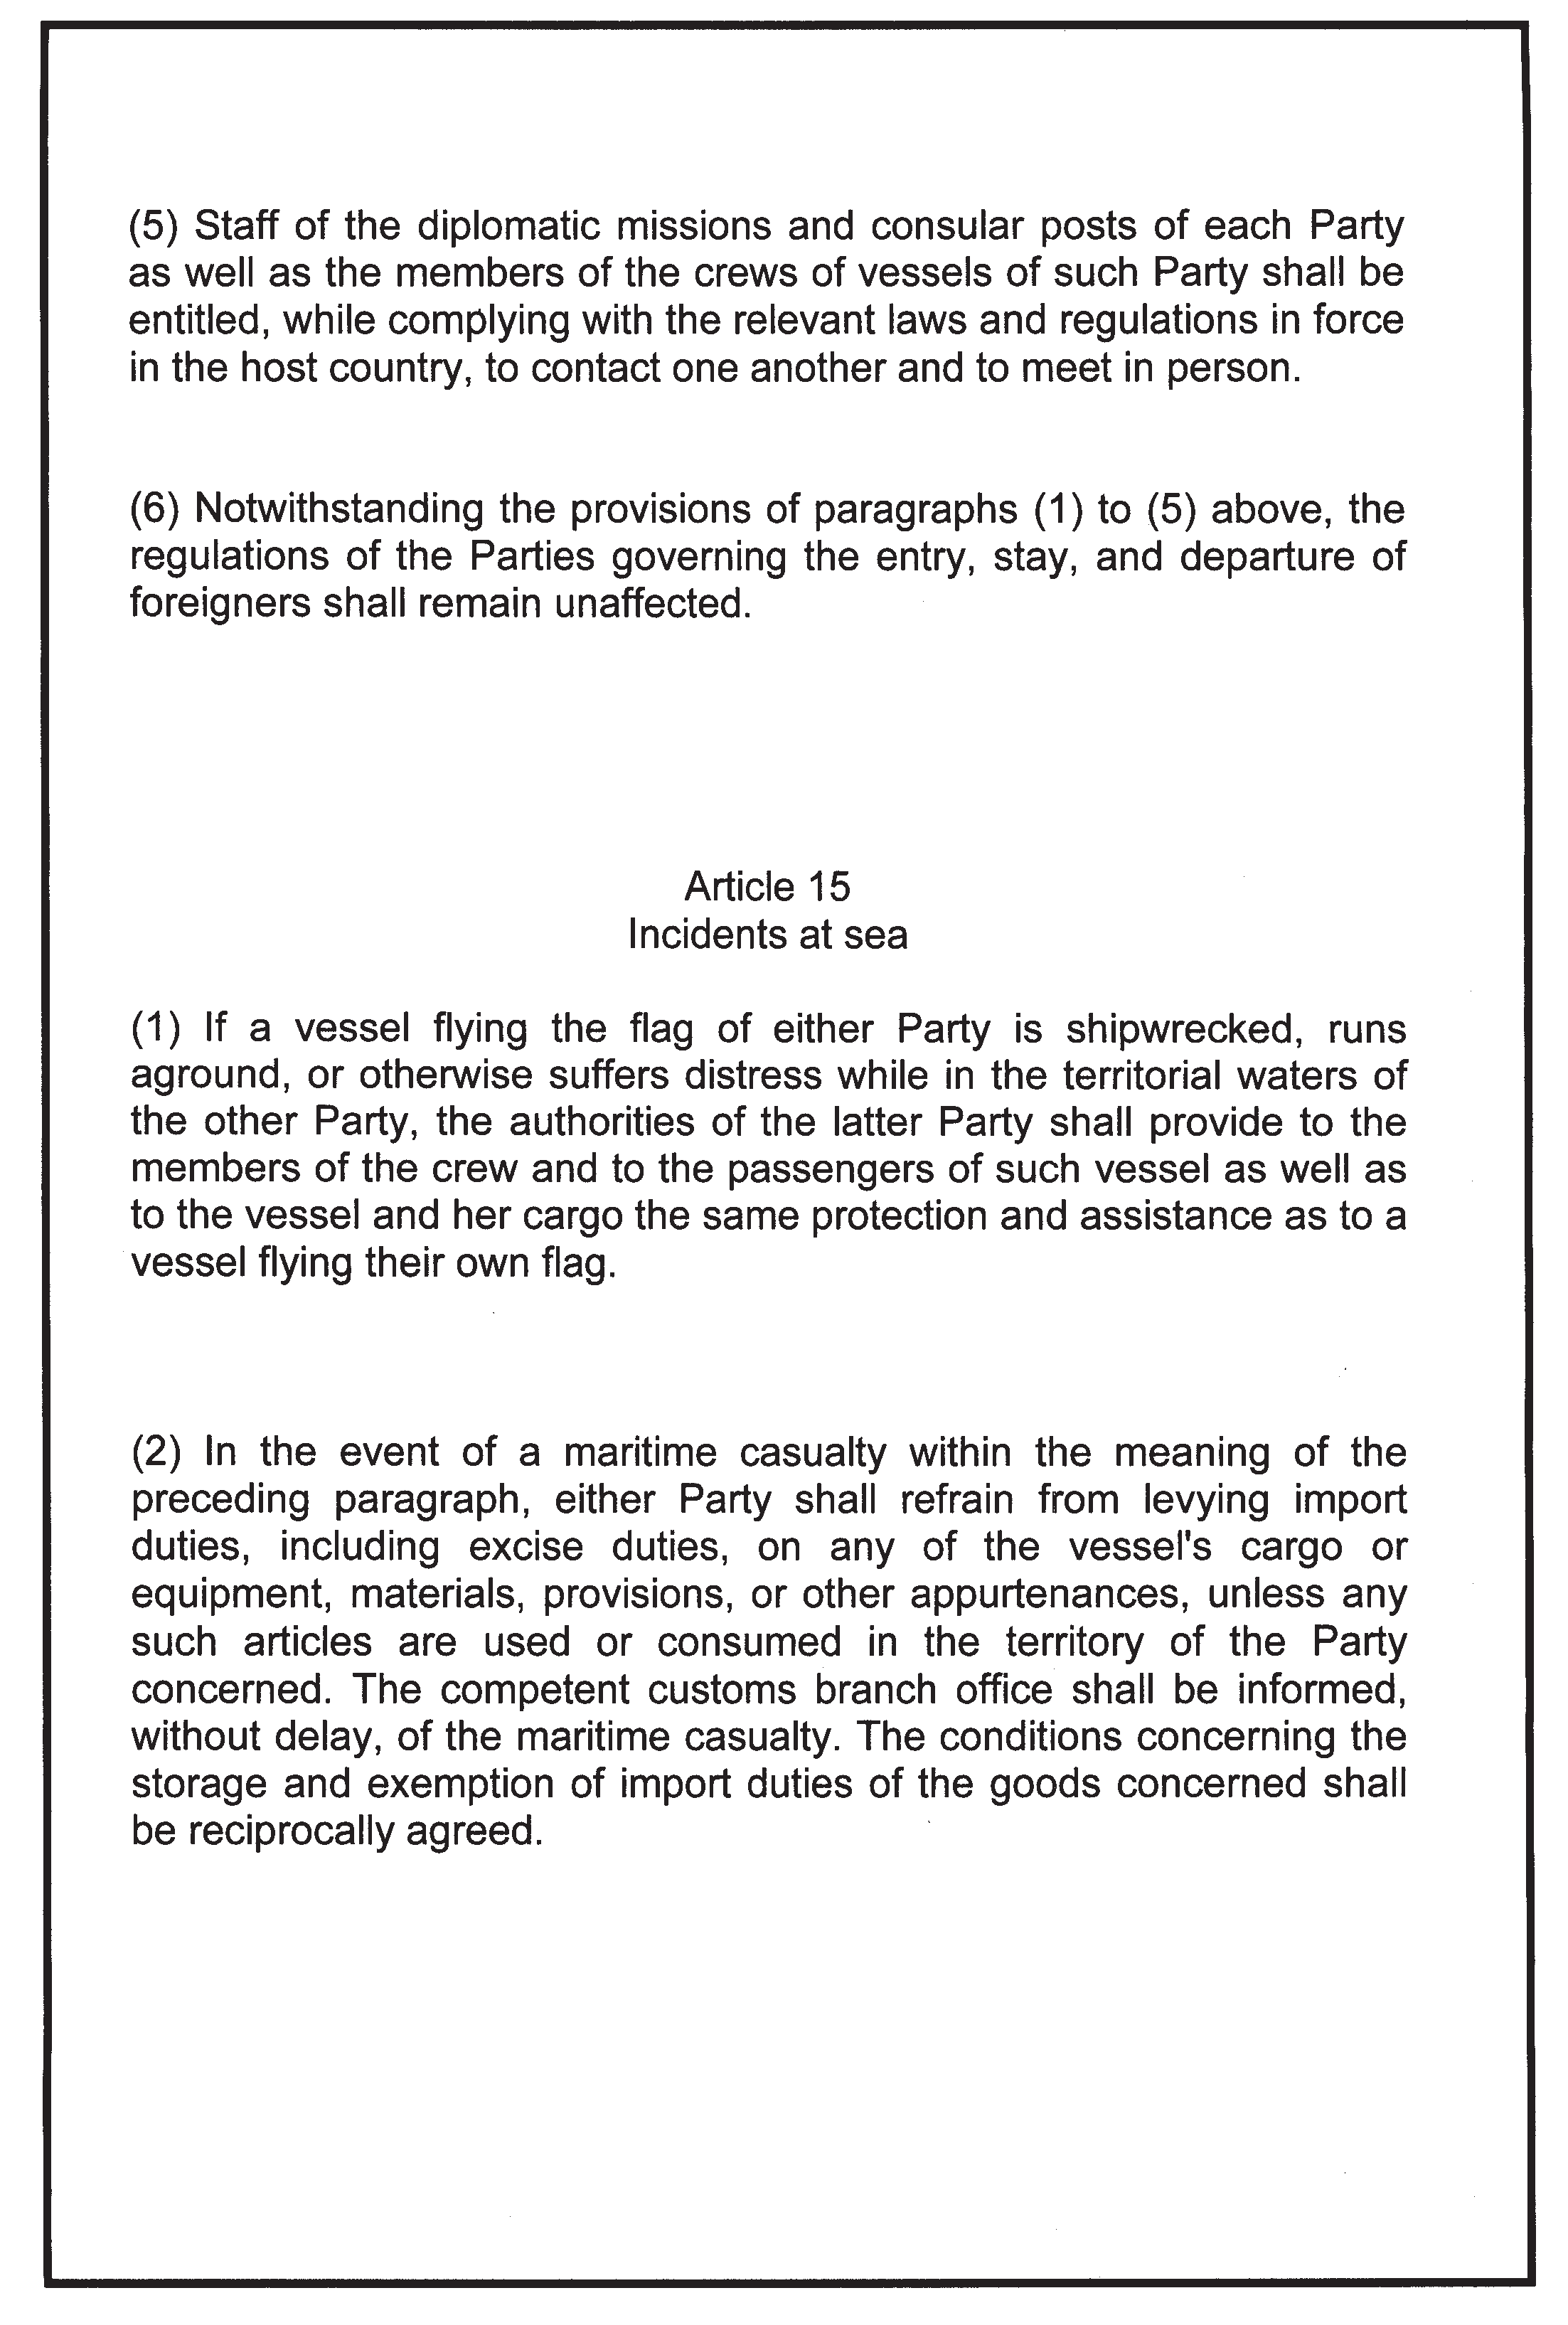 (5) Staff of the diplomatic missions and consular posts of each Party
as well as the members of the crews of vessels of such Party shall be
entitled, while complying with the relevant laws and regulations in force
in the host country, to contact one another and to meet in person.
(6) Notwithstanding the provisions of paragraphs (1) to (5) above, the
regulations of the Parties governing the entry, stay, and departure of
foreigners shall remain unaffected.
Article 15
Incidents at sea
(1) If a vessel flying the flag of either Party is shipwrecked, runs
aground, or otherwise suffers distress while in the territorial waters of
the other Party, the authorities of the latter Party shall provide to the
members of the crew and to the passengers of such vessel as well as
to the vessel and her cargo the same protection and assistance as to a
vessel flying their own flag.
(2) In the event of a maritime casualty within the meaning of the
preceding paragraph, either Party shall refrain from levying import
duties, including excise duties, on any of the vessel's cargo or
equipment, materials, provisions, or other appurtenances, unless any
such articles are used or consumed in the territory of the Party
concerned. The competent customs branch office shall be informed,
without delay, of the maritime casualty. The conditions concerning the
storage and exemption of import duties of the goods concerned shall
be reciprocally agreed.